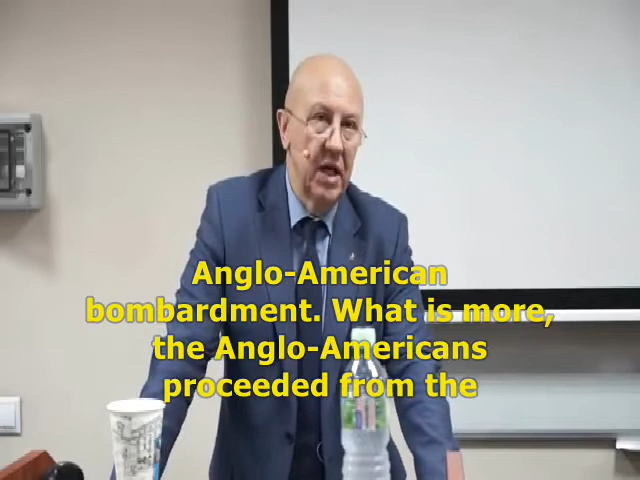 Anglo-American
bombardment. What is more,
the Anglo-Americans
proceeded from the